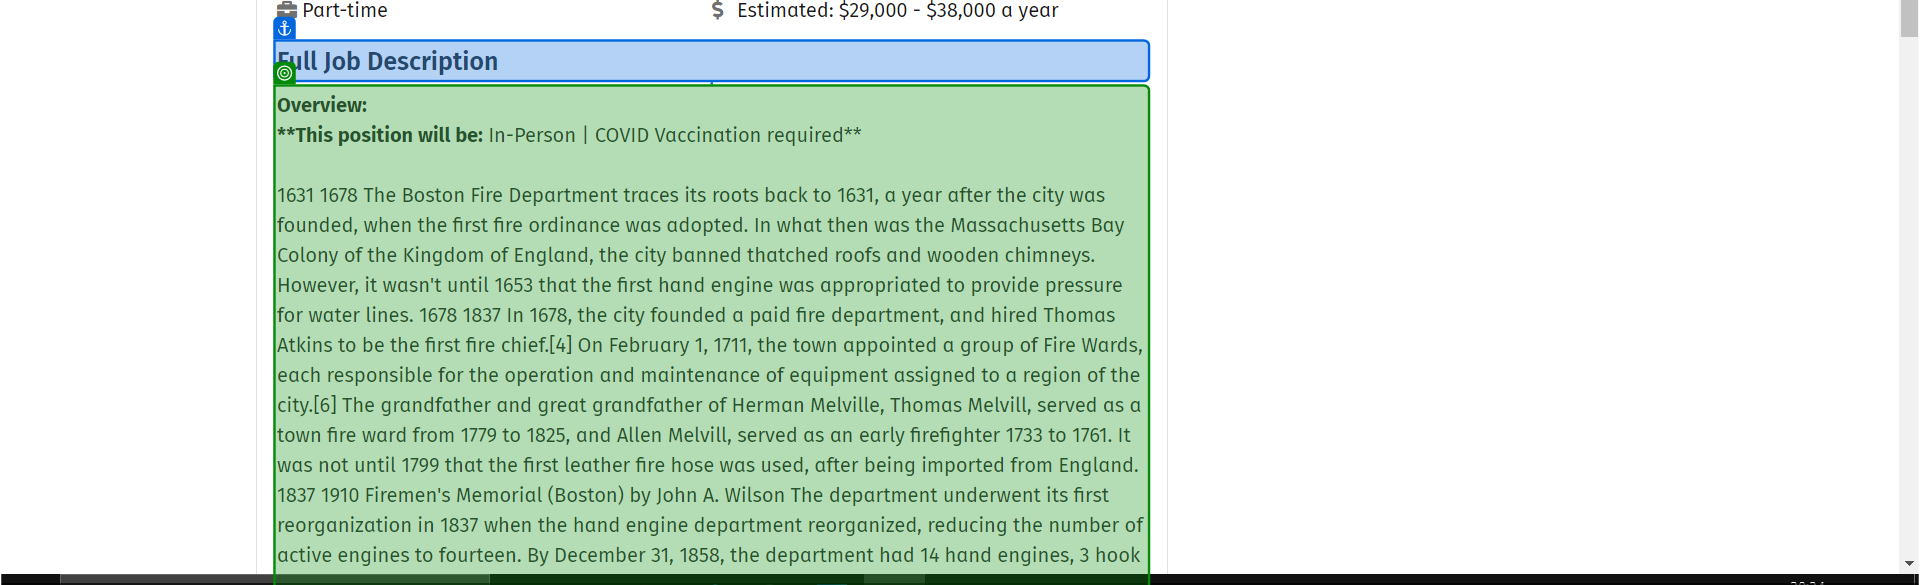 Part-time
$ Estimated: $29,000 - $38,000 a year
Full Job Description
Overview:
**This position will be: In-Person | COVID Vaccination required**
1631 1678 The Boston Fire Department traces its roots back to 1631, a year after the city was
founded, when the first fire ordinance was adopted. In what then was the Massachusetts Bay
Colony of the Kingdom of England, the city banned thatched roofs and wooden chimneys.
However, it wasn't until 1653 that the first hand engine was appropriated to provide pressure
for water lines. 1678 1837 In 1678, the city founded a paid fire department, and hired Thomas
Atkins to be the first fire chief.[4] On February 1, 1711, the town appointed a group of Fire Wards,
each responsible for the operation and maintenance of equipment assigned to a region of the
city.[6] The grandfather and great grandfather of Herman Melville, Thomas Melvill, served as a
town fire ward from 1779 to 1825, and Allen Melvill, served as an early firefighter 1733 to 1761. It
was not until 1799 that the first leather fire hose was used, after being imported from England.
1837 1910 Firemen's Memorial (Boston) by John A. Wilson The department underwent its first
reorganization in 1837 when the hand engine department reorganized, reducing the number of
active engines to fourteen. By December 31, 1858, the department had 14 hand engines, 3 hook